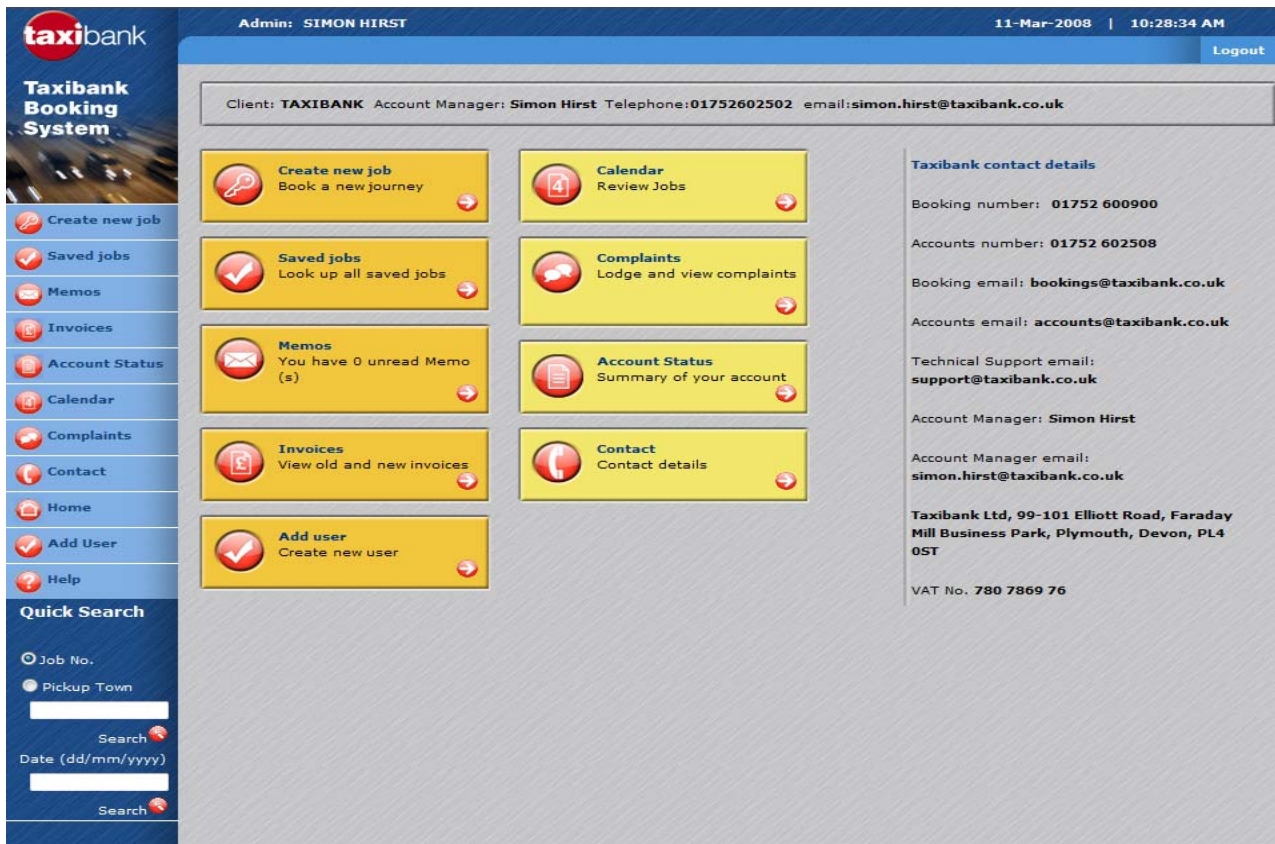 taxibank
Admin: SIMON HIRST
11-Mar-2008 | 10:28:34 AM
Logout
Taxibank
Booking
System
Client: TAXIBANK Account Manager: Simon Hirst Telephone:01752602502 email:simon.hirst@taxibank.co.uk
Create new job
Saved jobs
Memos
Invoices
Account Status
Calendar
Complaints
Contact
Home
Add User
Help
Quick Search
Job No.
Pickup Town
Search
Date (dd/mm/yyyy)
Search
Create new job
Book a new journey
Saved jobs
Look up all saved jobs
Memos
You have 0 unread Memo
(s)
Invoices
View old and new invoices
Add user
Create new user
4
Calendar
Review Jobs
Complaints
Lodge and view complaints
Account Status
Summary of your account
Contact
Contact details
Taxibank contact details
Booking number: 01752 600900
Accounts number: 01752 602508
Booking email: bookings@taxibank.co.uk
Accounts email: accounts@taxibank.co.uk
Technical Support email:
support@taxibank.co.uk
Account Manager: Simon Hirst
Account Manager email:
simon.hirst@taxibank.co.uk
Taxibank Ltd, 99-101 Elliott Road, Faraday
Mill Business Park, Plymouth, Devon, PL4
0ST
VAT No. 780 7869 76